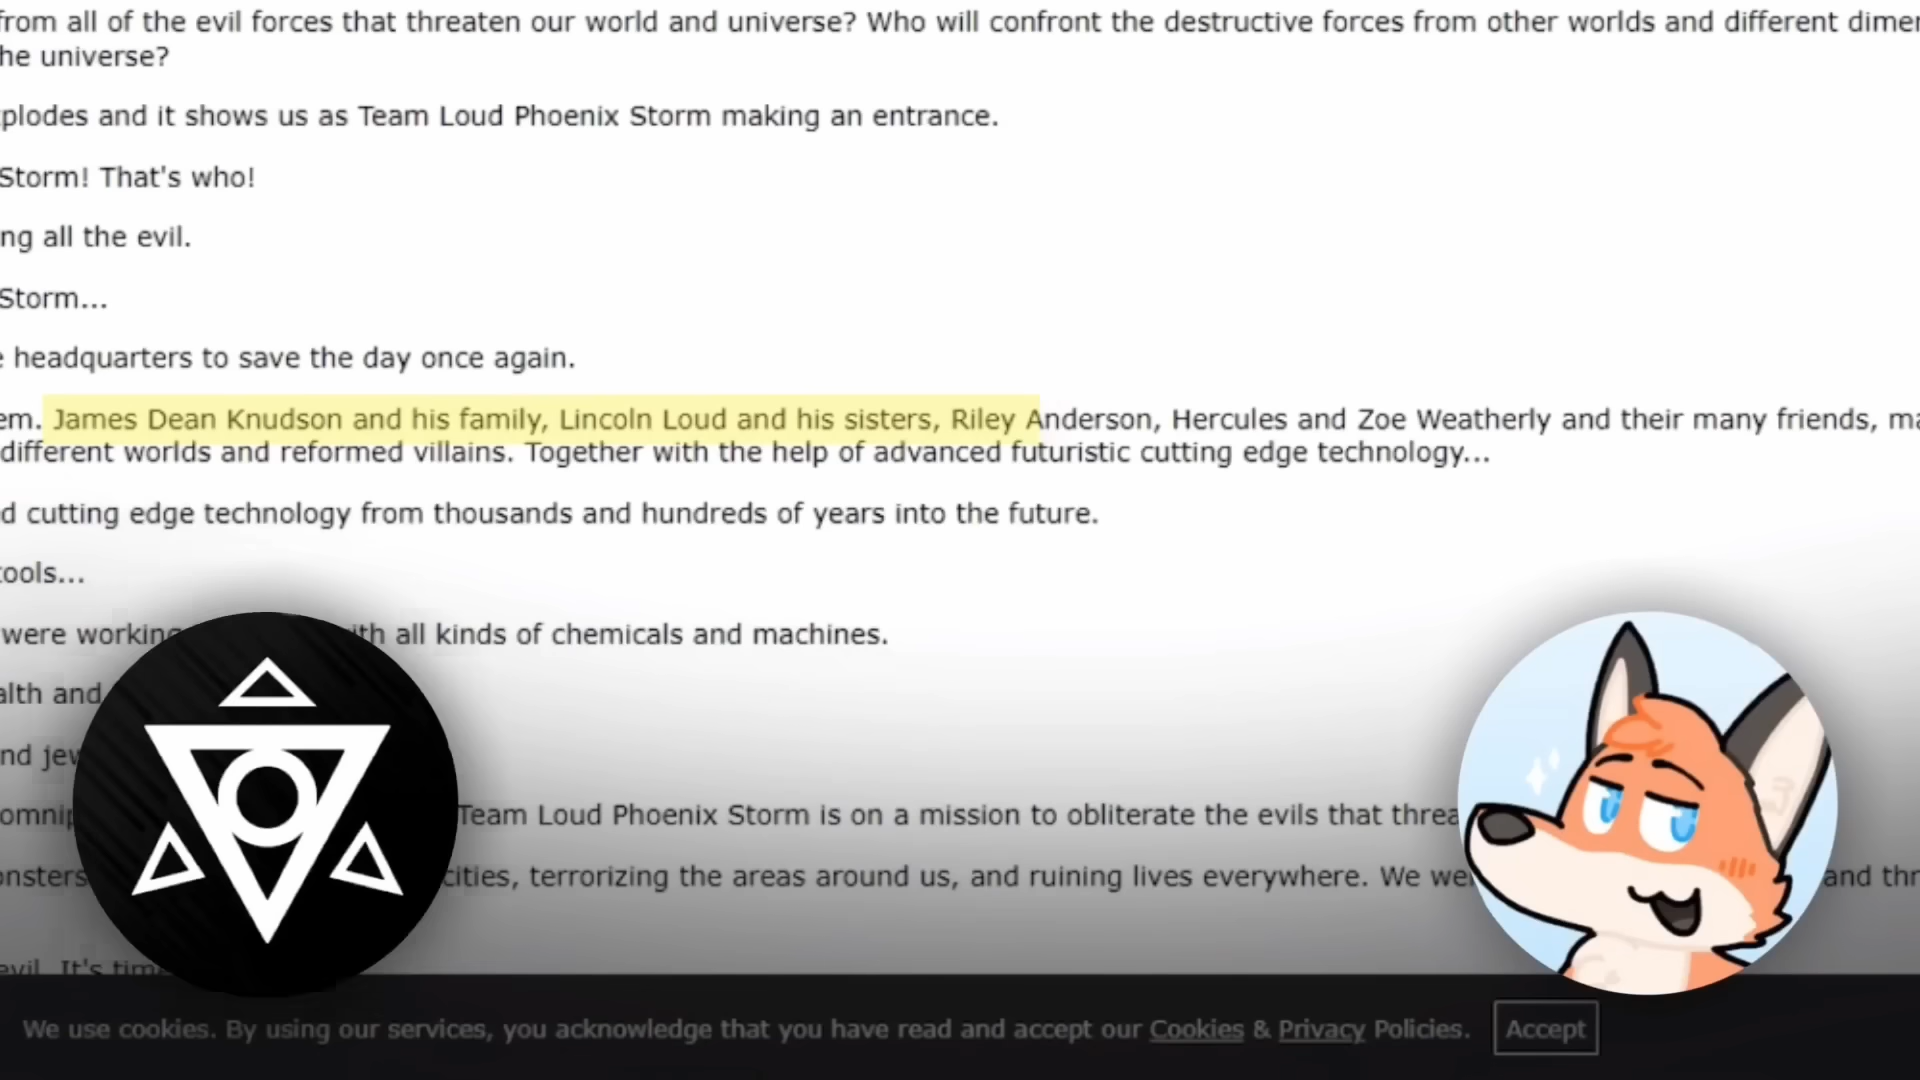 from all of the evil forces that threaten our world and universe? Who will confront the destructive forces from other worlds and different
he universe?
plodes and it shows us as Team Loud Phoenix Storm making an entrance.
Storm! That's who!
ng all the evil.
Storm...
headquarters to save the day once again.
em. James Dean Knudson and his family, Lincoln Loud and his sisters, Riley Anderson, Hercules and Zoe Weatherly and their many friends,
different worlds and reformed villains. Together with the help of advanced futuristic cutting edge technology...
d cutting edge technology from thousands and hundreds of years into the future.
ools...
were working ith all kinds of chemicals and machines.
alth and
nd jew
omnip Team Loud Phoenix Storm is on a mission to obliterate the evils that threa
onsters cities, terrorizing the areas around us, and ruining lives everywhere. We we and thr
evil. It's time
We use cookies. By using our services, you acknowledge that you have read and accept our Cookies & Privacy Policies. Accept